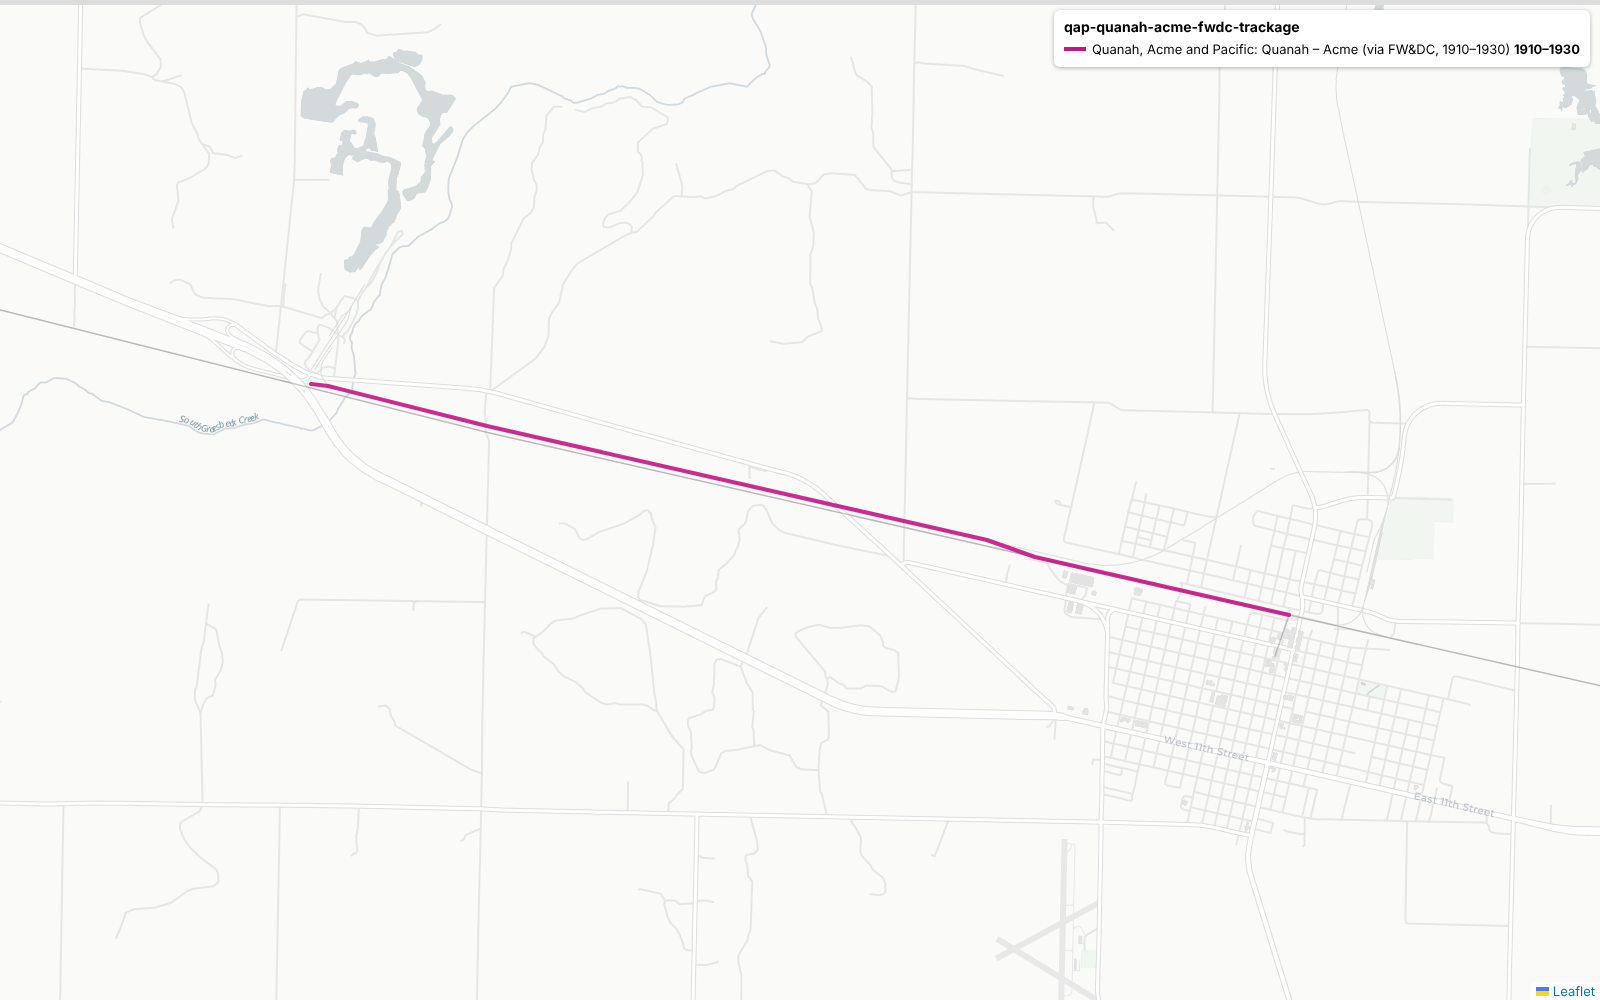 qap-quanah-acme-fwdc-trackage
Quanah, Acme and Pacific: Quanah – Acme (via FW&DC, 1910–1930) 1910–1930
South Groesbeck Creek
West 11th Street
East 11th Street
Leaflet